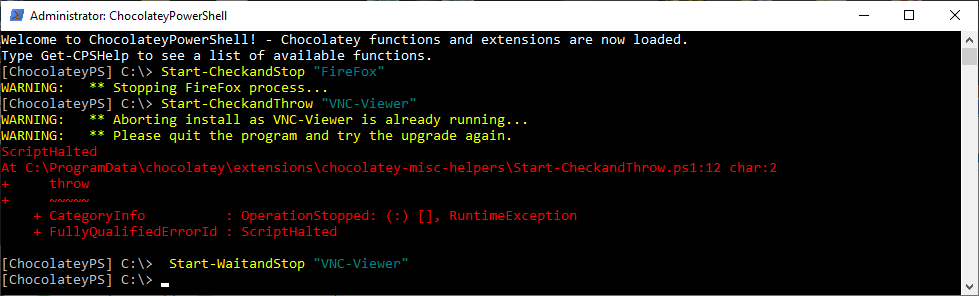 Administrator: ChocolateyPowerShell
Welcome to ChocolateyPowerShell! - Chocolatey functions and extensions are now loaded.
Type Get-CPSHelp to see a list of available functions.
[ChocolateyPS] C:\> Start-CheckandStop "FireFox"
WARNING:   ** Stopping FireFox process...
[ChocolateyPS] C:\> Start-CheckandThrow "VNC-Viewer"
WARNING:   ** Aborting install as VNC-Viewer is already running...
WARNING:   ** Please quit the program and try the upgrade again.
ScriptHalted
At C:\ProgramData\chocolatey\extensions\chocolatey-misc-helpers\Start-CheckandThrow.ps1:12 char:2
+     throw
+     ~~~~~
    + CategoryInfo          : OperationStopped: (:) [], RuntimeException
    + FullyQualifiedErrorId : ScriptHalted
[ChocolateyPS] C:\>  Start-WaitandStop "VNC-Viewer"
[ChocolateyPS] C:\>